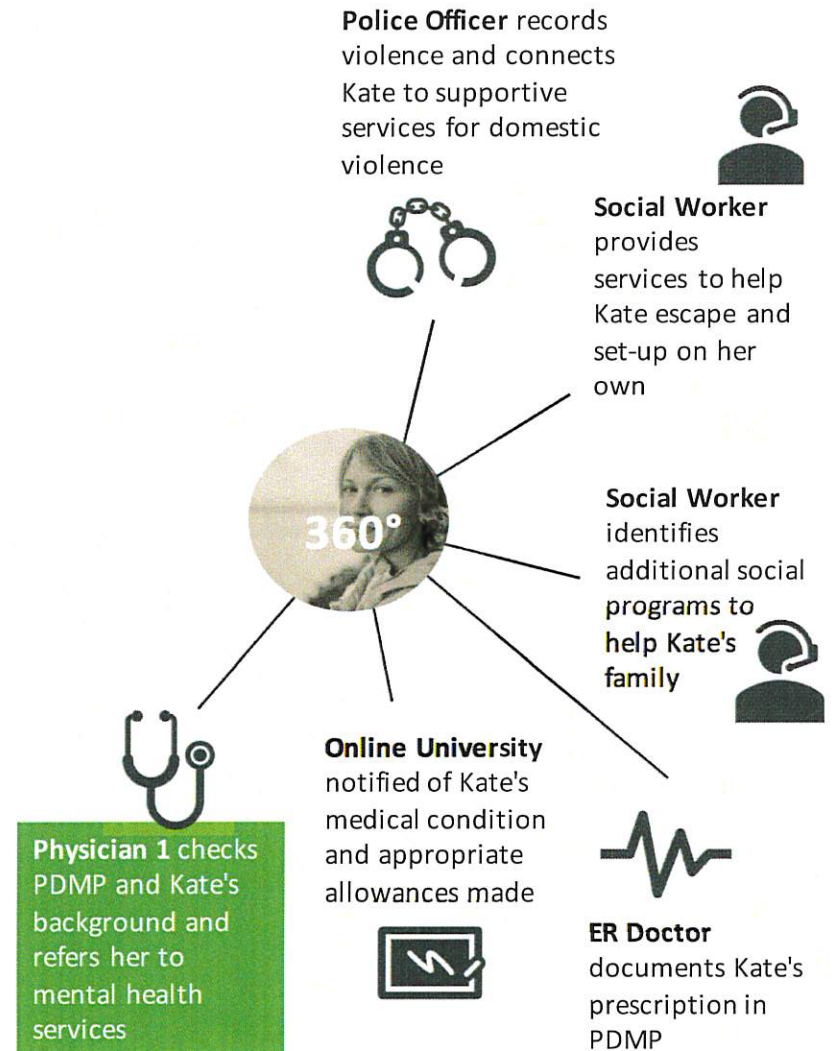 Police Officer records
violence and connects
Kate to supportive
services for domestic
violence
Social Worker
provides
services to help
Kate escape and
set-up on her
own
360°
Social Worker
identifies
additional social
programs to
help Kate's
family
Physician 1 checks
PDMP and Kate's
background and
refers her to
mental health
services
Online University
notified of Kate's
medical condition
and appropriate
allowances made
ER Doctor
documents Kate's
prescription in
PDMP